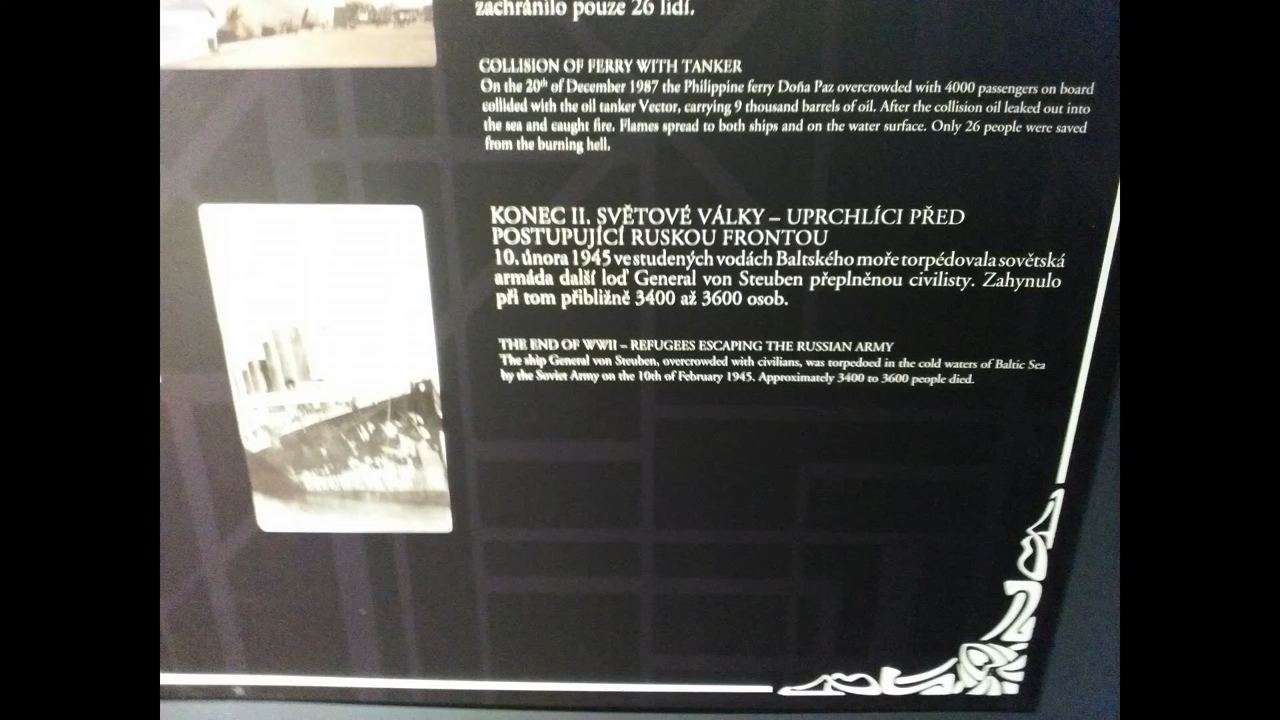 zachránilo pouze 26 lidí.
COLLISION OF FERRY WITH TANKER
On the 20th of December 1987 the Philippine ferry Doña Paz overcrowded with 4000 passengers on board
collided with the oil tanker Vector, carrying 9 thousand barrels of oil. After the collision oil leaked out into
the sea and caught fire. Flames spread to both ships and on the water surface. Only 26 people were saved
from the burning hell.
KONEC II. SVĚTOVÉ VÁLKY – UPRCHLÍCI PŘED
POSTUPUJÍCÍ RUSKOU FRONTOU
10. února 1945 ve studených vodách Baltského moře torpédovala sovětská
armáda další loď General von Steuben přeplněnou civilisty. Zahynulo
při tom přibližně 3400 až 3600 osob.
THE END OF WWII – REFUGEES ESCAPING THE RUSSIAN ARMY
The ship General von Steuben, overcrowded with civilians, was torpedoed in the cold waters of Baltic Sea
by the Soviet Army on the 10th of February 1945. Approximately 3400 to 3600 people died.